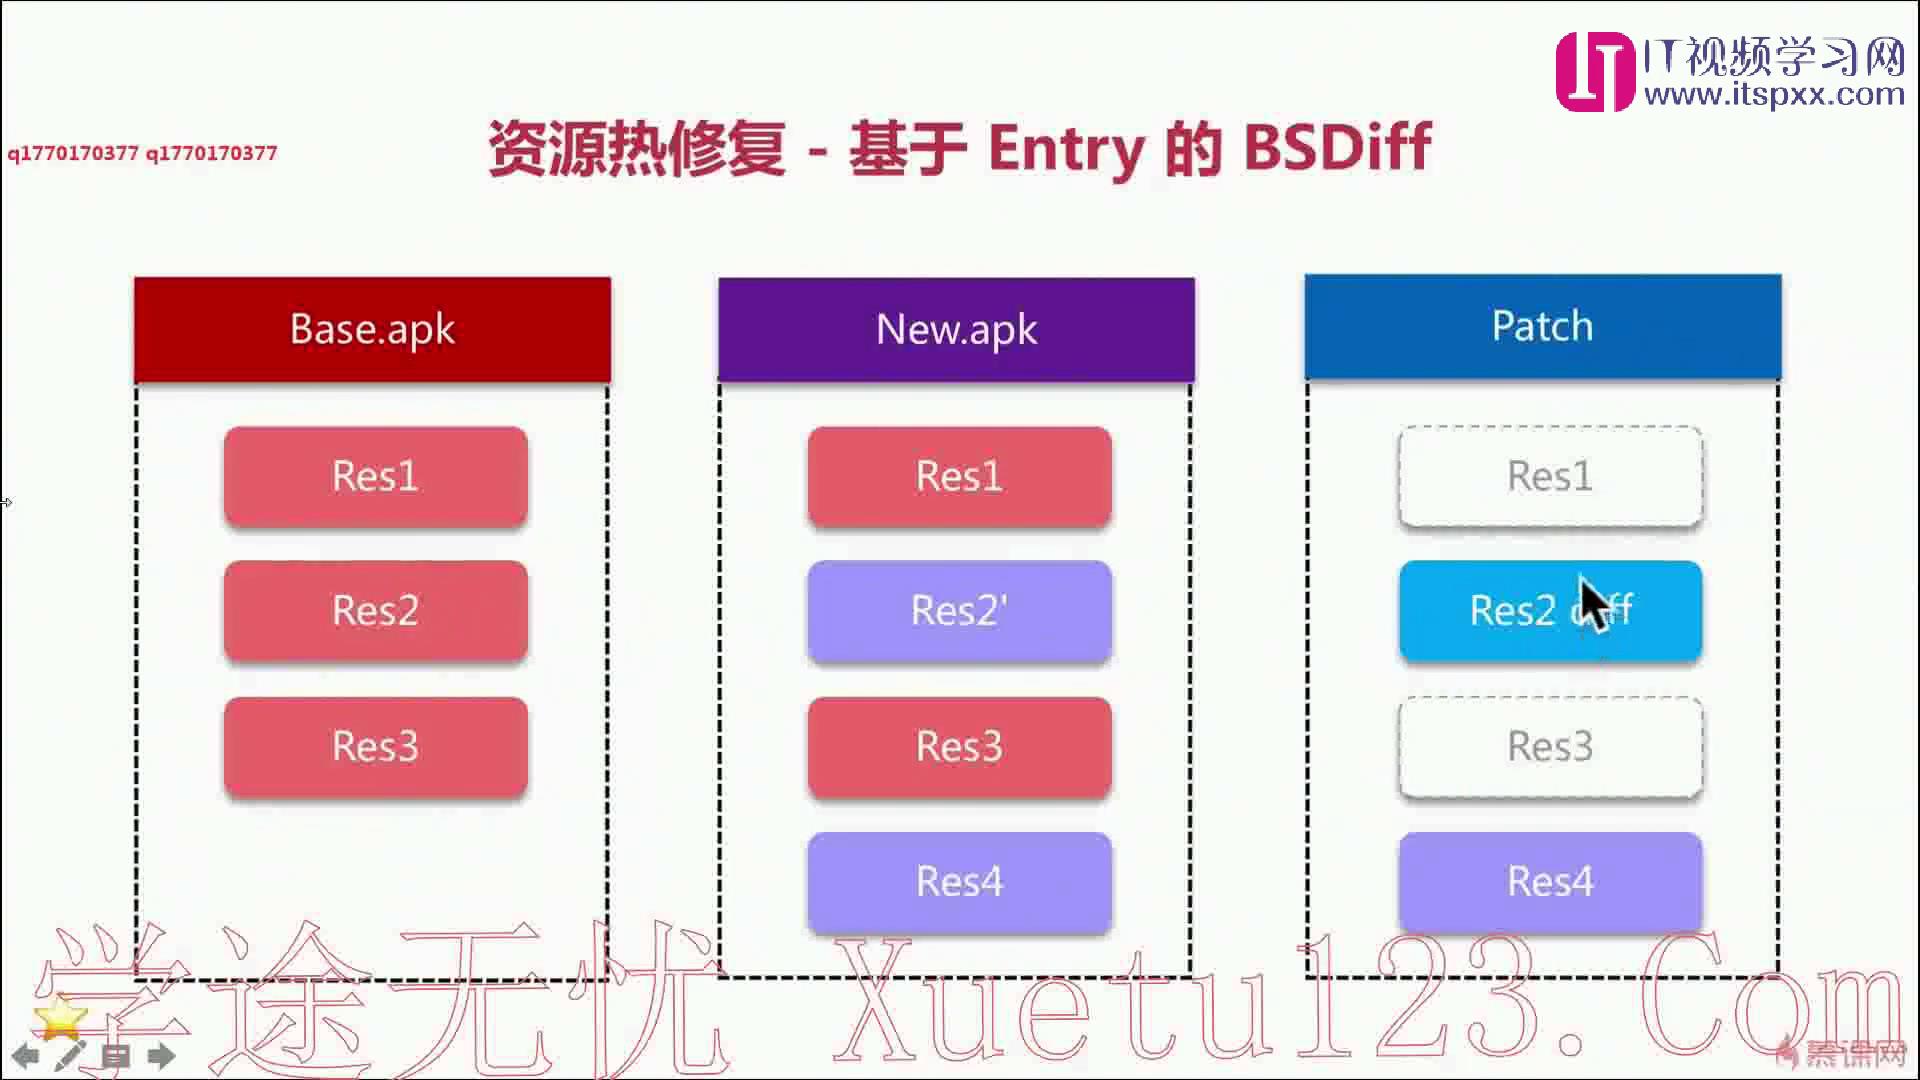 IT视频学习网
www.itspxx.com
q1770170377 q1770170377
资源热修复 - 基于 Entry 的 BSDiff
Base.apk
New.apk
Patch
Res1
Res1
Res1
Res2
Res2'
Res2 diff
Res3
Res3
Res3
Res4
Res4
学途无忧 Xuetu123.Com
慕课网